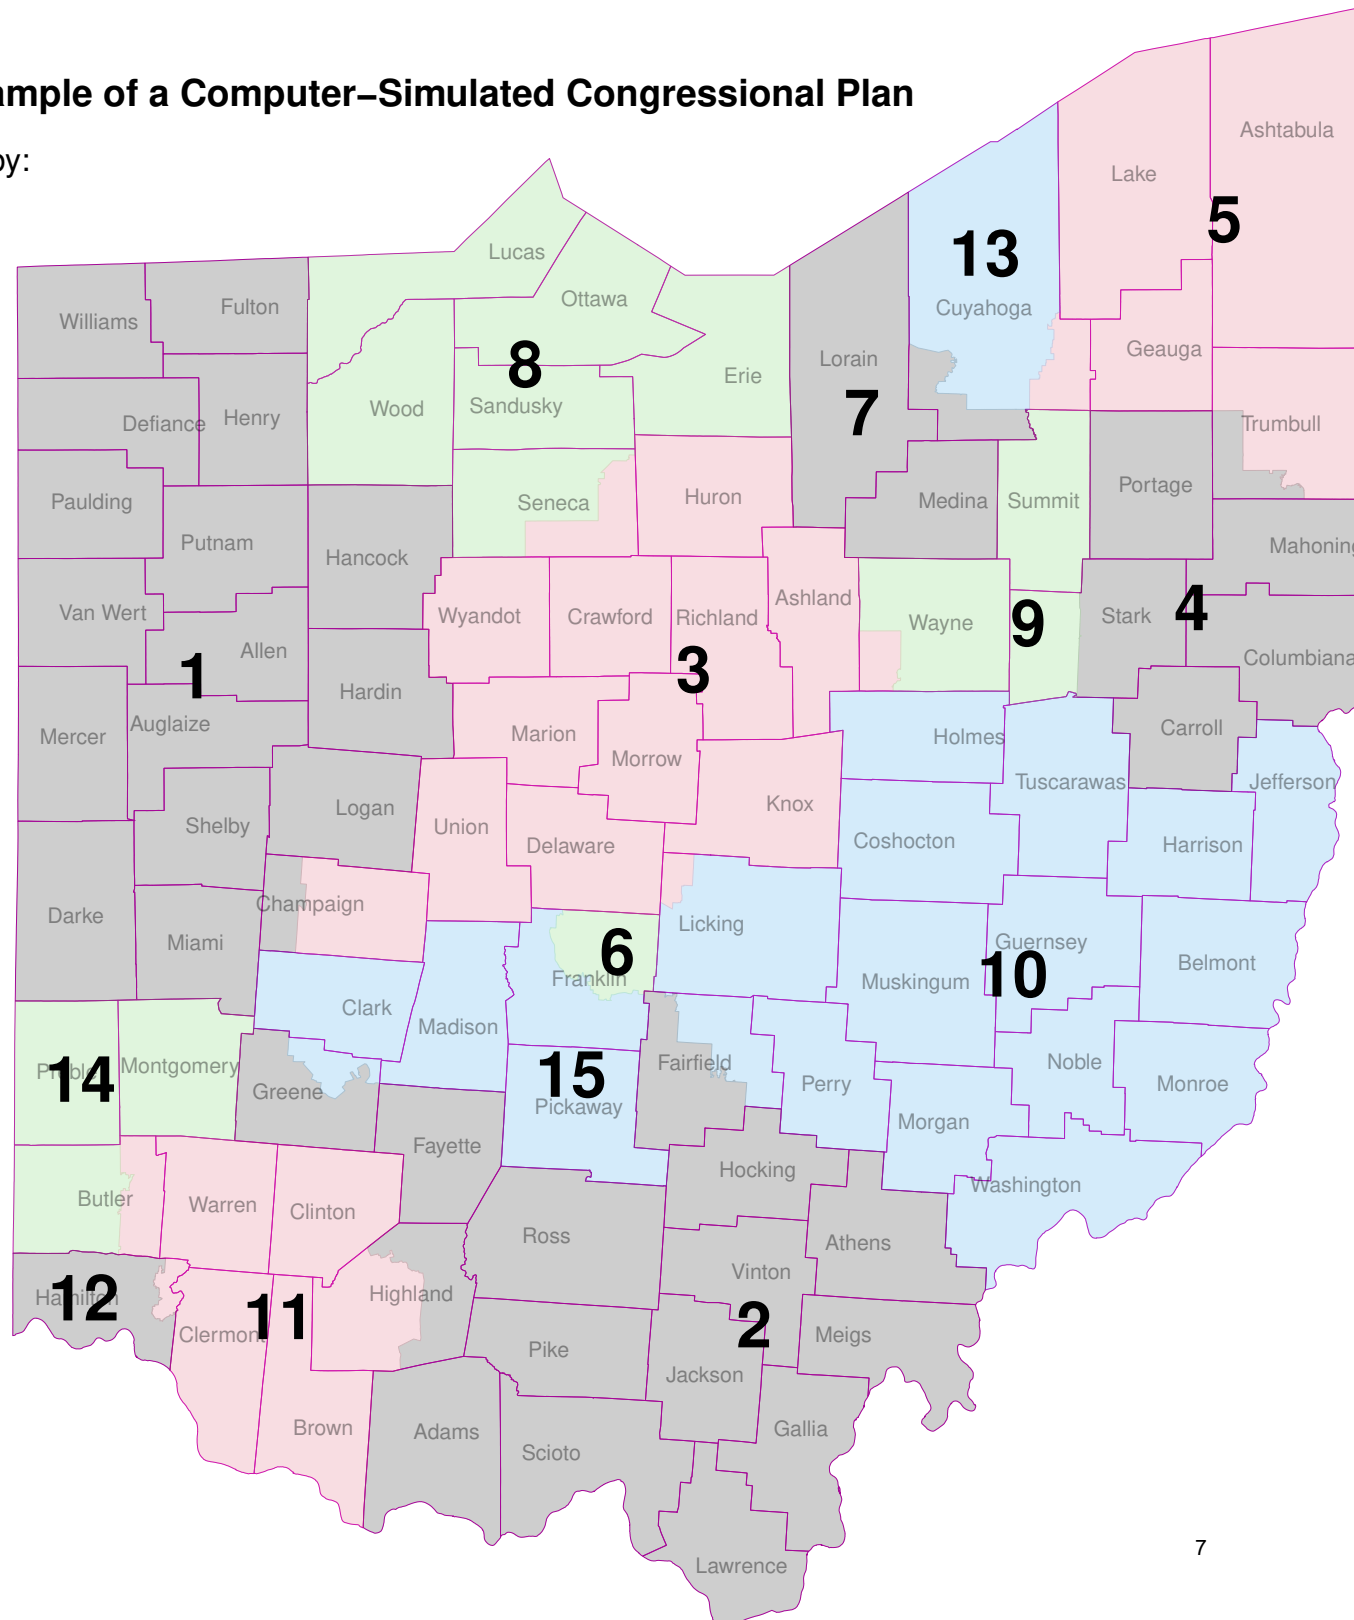 ample of a Computer–Simulated Congressional Plan
by:
Ashtabula
Lake
5
Lucas
13
Ottawa
Cuyahoga
Fulton
Williams
Geauga
Lorain
8
Erie
Wood
Sandusky
7
Henry
Defiance
Trumbull
Portage
Paulding
Seneca
Huron
Medina
Summit
Putnam
Hancock
Mahoning
Van Wert
Wyandot
Crawford
Richland
Ashland
Wayne
9
Stark
4
Allen
1
Hardin
3
Columbiana
Mercer
Auglaize
Marion
Holmes
Carroll
Morrow
Tuscarawas
Jefferson
Logan
Knox
Shelby
Union
Delaware
Coshocton
Harrison
Darke
Champaign
Licking
Miami
6
Franklin
Guernsey
Belmont
Muskingum
10
Clark
Madison
14
Montgomery
Greene
15
Pickaway
Fairfield
Perry
Noble
Monroe
Morgan
Fayette
Hocking
Washington
Butler
Warren
Clinton
Ross
Athens
Vinton
12
Hamilton
Highland
11
Clermont
2
Meigs
Pike
Jackson
Brown
Adams
Scioto
Gallia
7
Lawrence